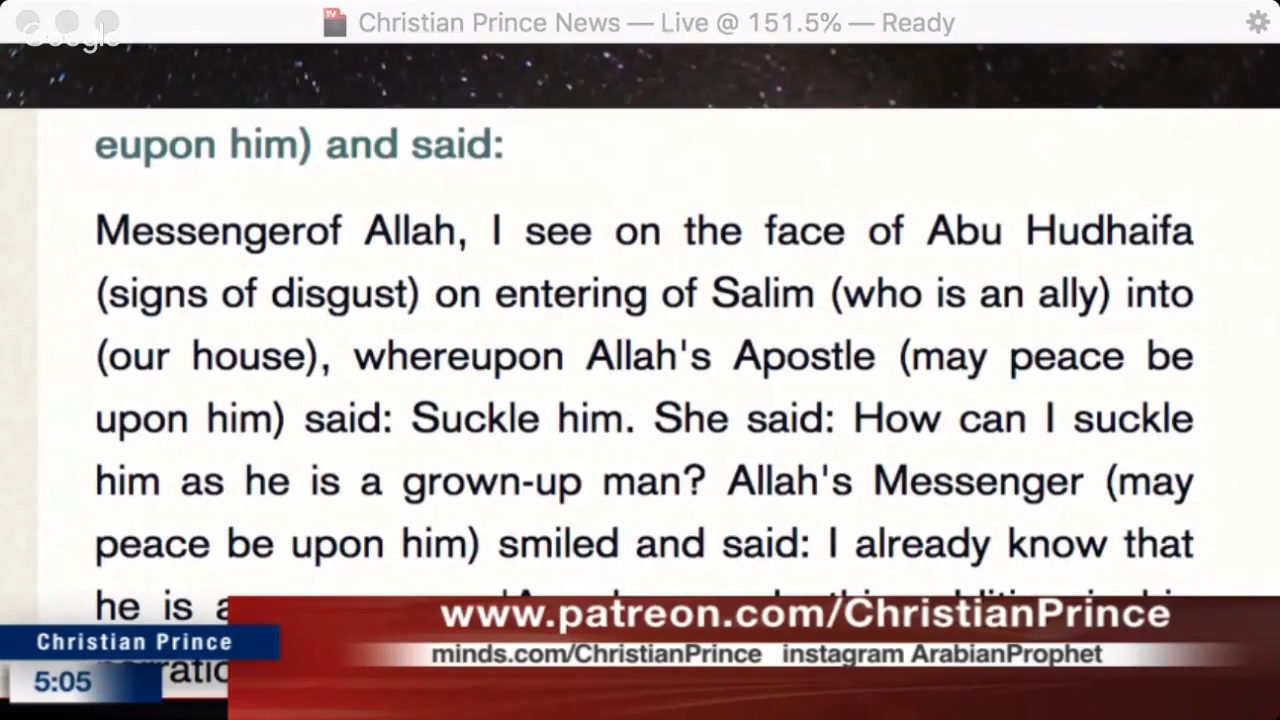 Christian Prince News — Live @ 151.5% — Ready
Google
eupon him) and said:
Messengerof Allah, I see on the face of Abu Hudhaifa
(signs of disgust) on entering of Salim (who is an ally) into
(our house), whereupon Allah's Apostle (may peace be
upon him) said: Suckle him. She said: How can I suckle
him as he is a grown-up man? Allah's Messenger (may
peace be upon him) smiled and said: I already know that
he is a
www.patreon.com/ChristianPrince
Christian Prince
minds.com/ChristianPrince instagram ArabianProphet
5:05